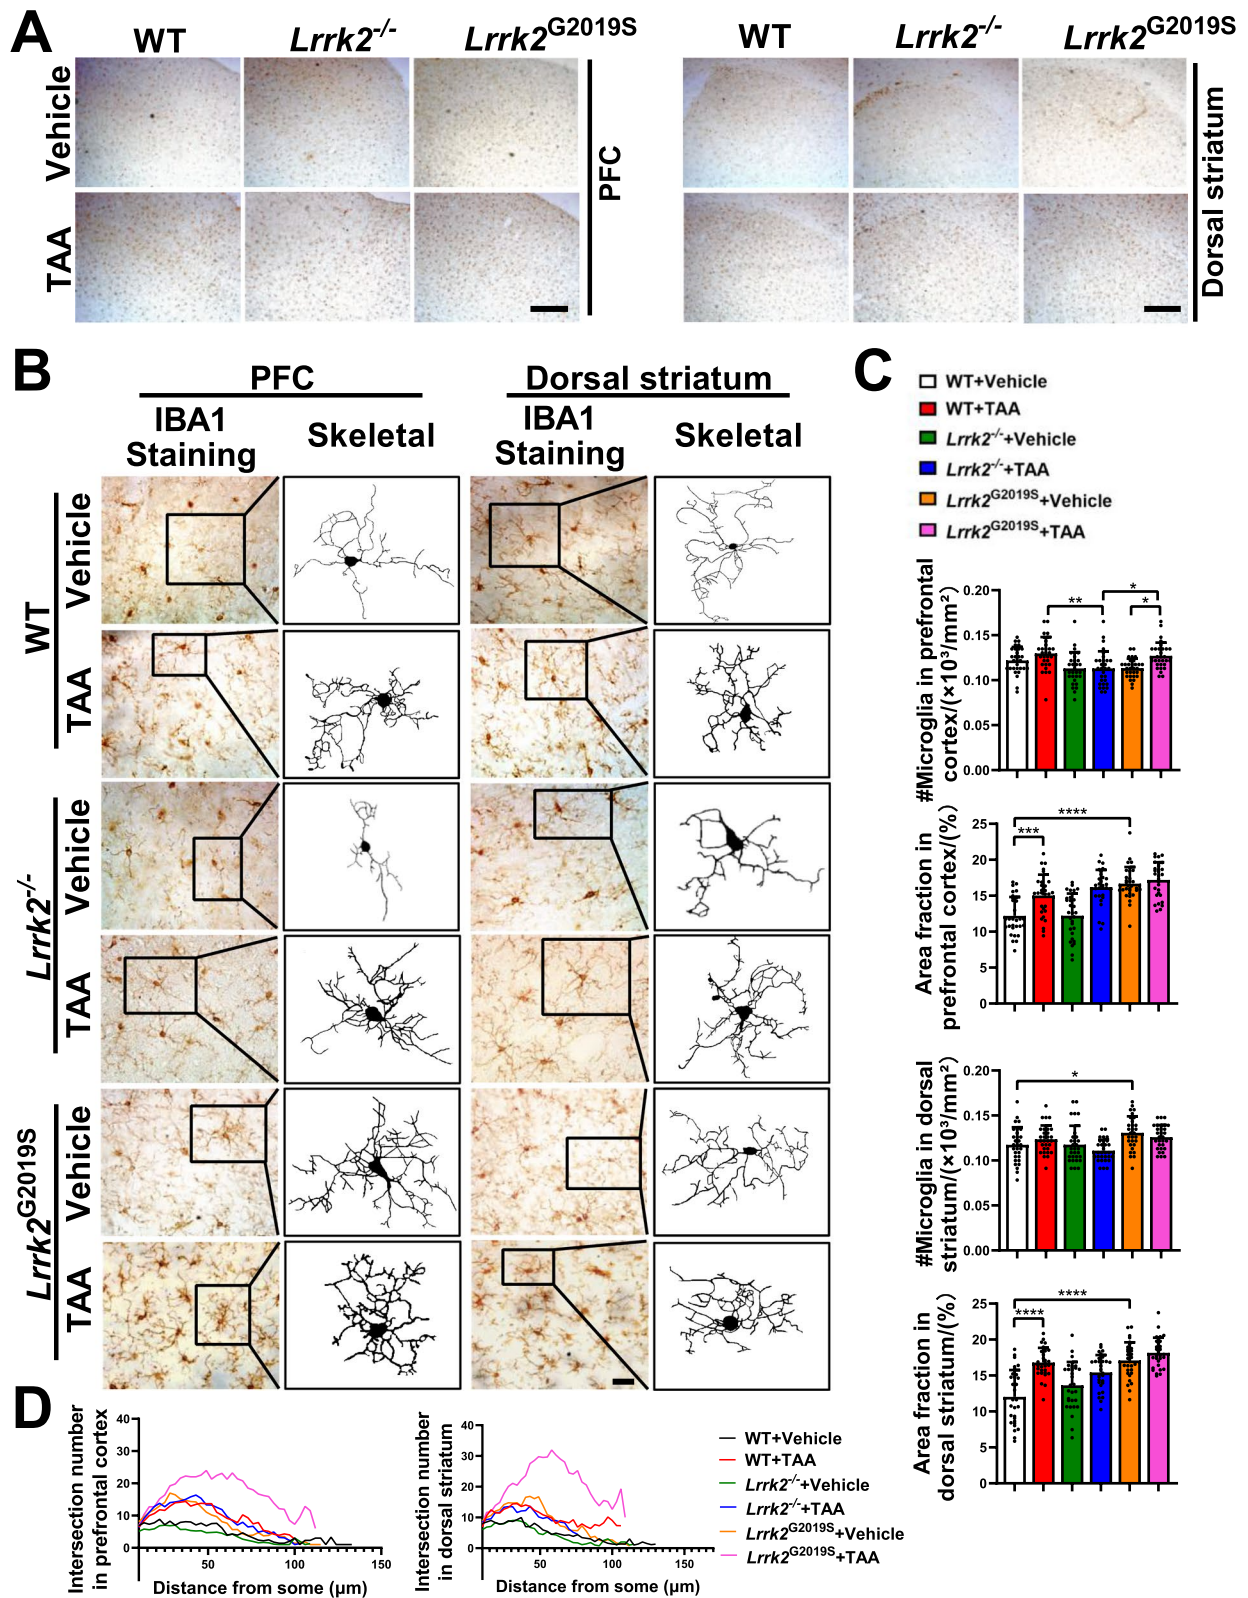 A
WT
Lrrk2-/-
Lrrk2G2019S
WT
Lrrk2-/-
Lrrk2G2019S
Vehicle
TAA
PFC
Dorsal striatum
B
PFC
Dorsal striatum
IBA1
Staining
Skeletal
IBA1
Staining
Skeletal
WT
Vehicle
TAA
Lrrk2-/-
Vehicle
TAA
Lrrk2G2019S
Vehicle
TAA
C
WT+Vehicle
WT+TAA
Lrrk2-/-+Vehicle
Lrrk2-/-+TAA
Lrrk2G2019S+Vehicle
Lrrk2G2019S+TAA
#Microglia in prefrontal
cortex/(×10³/mm²)
0.20
0.15
0.10
0.05
0.00
**
*
*
Area fraction in
prefrontal cortex/(%)
25
20
15
10
5
0
***
****
#Microglia in dorsal
striatum/(×10³/mm²)
0.20
0.15
0.10
0.05
0.00
*
Area fraction in
dorsal striatum/(%)
25
20
15
10
5
0
****
****
D
Intersection number
in prefrontal cortex
40
30
20
10
0
50
100
150
Distance from some (μm)
Intersection number
in dorsal striatum
40
30
20
10
0
50
100
150
Distance from some (μm)
WT+Vehicle
WT+TAA
Lrrk2-/-+Vehicle
Lrrk2-/-+TAA
Lrrk2G2019S+Vehicle
Lrrk2G2019S+TAA